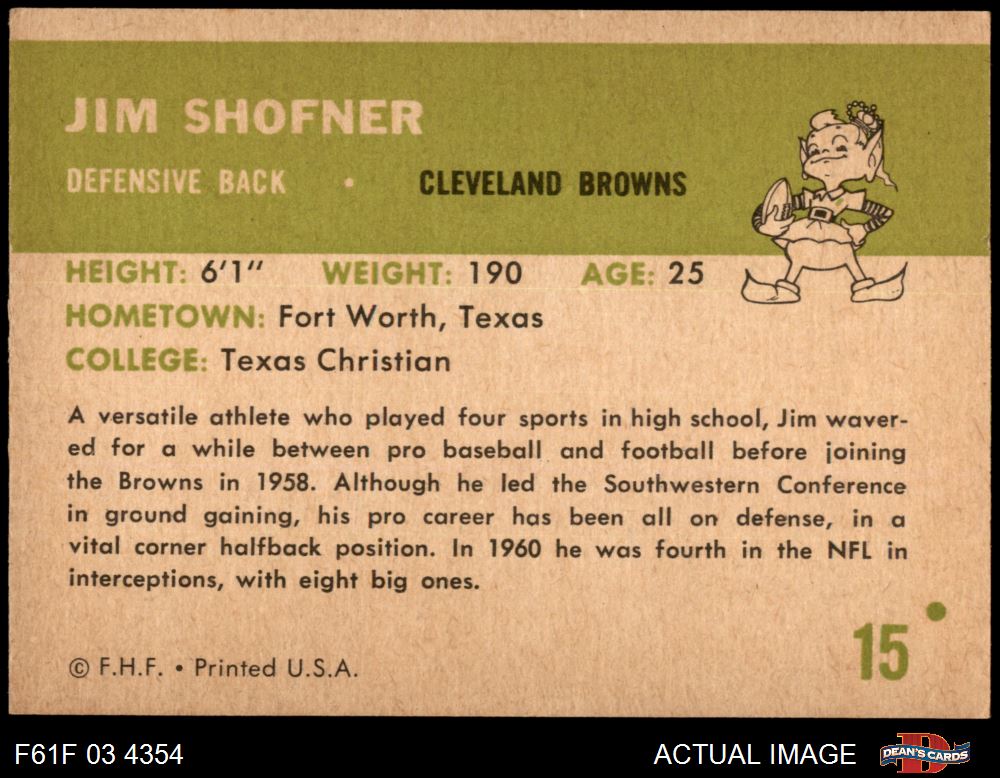 JIM SHOFNER
DEFENSIVE BACK • CLEVELAND BROWNS
HEIGHT: 6'1" WEIGHT: 190 AGE: 25
HOMETOWN: Fort Worth, Texas
COLLEGE: Texas Christian
A versatile athlete who played four sports in high school, Jim waver-
ed for a while between pro baseball and football before joining
the Browns in 1958. Although he led the Southwestern Conference
in ground gaining, his pro career has been all on defense, in a
vital corner halfback position. In 1960 he was fourth in the NFL in
interceptions, with eight big ones.
15
© F.H.F. • Printed U.S.A.
F61F 03 4354 ACTUAL IMAGE D DEAN'S CARDS